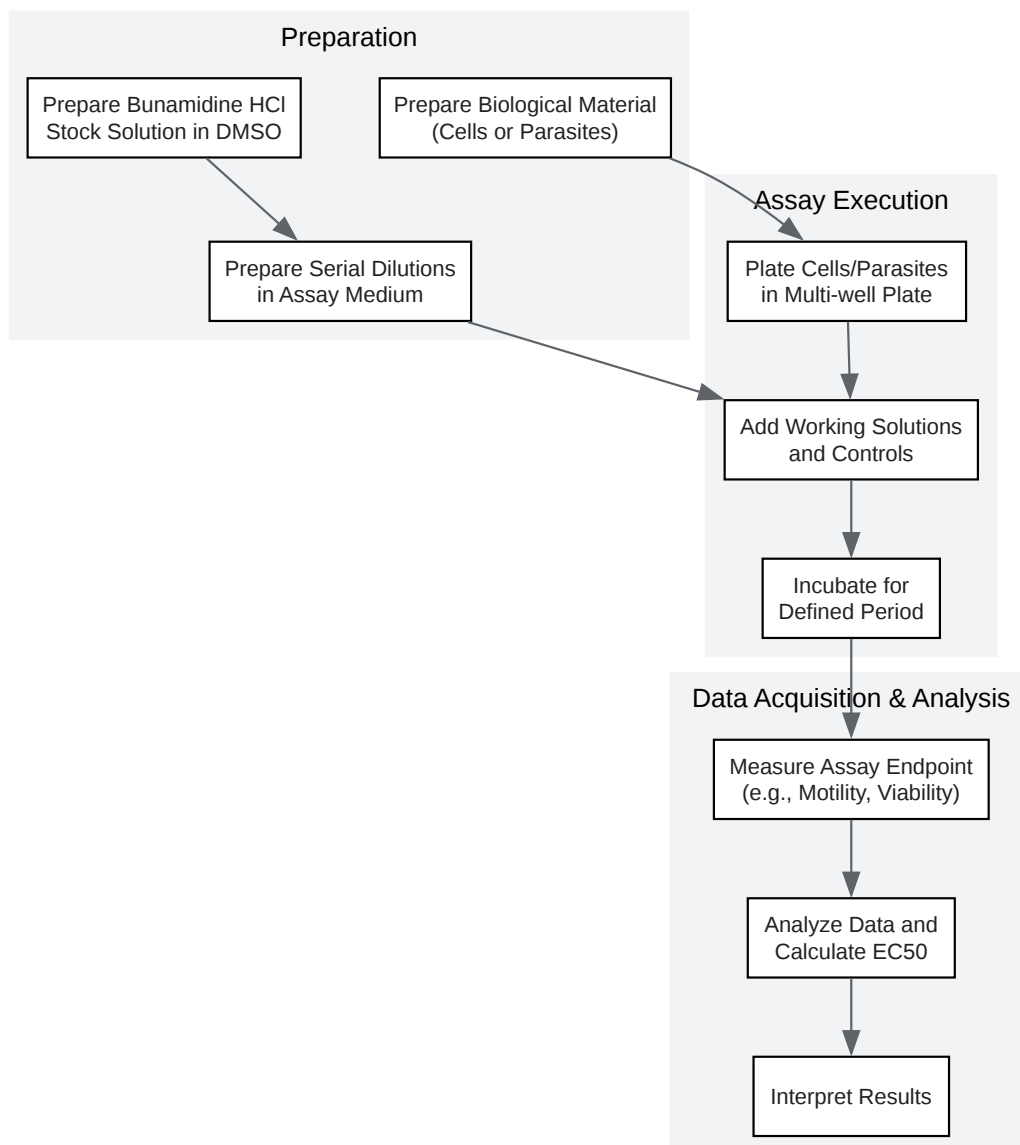 Preparation
Prepare Bunamidine HCl
Stock Solution in DMSO
Prepare Biological Material
(Cells or Parasites)
Prepare Serial Dilutions
in Assay Medium
Assay Execution
Plate Cells/Parasites
in Multi-well Plate
Add Working Solutions
and Controls
Incubate for
Defined Period
Data Acquisition & Analysis
Measure Assay Endpoint
(e.g., Motility, Viability)
Analyze Data and
Calculate EC50
Interpret Results